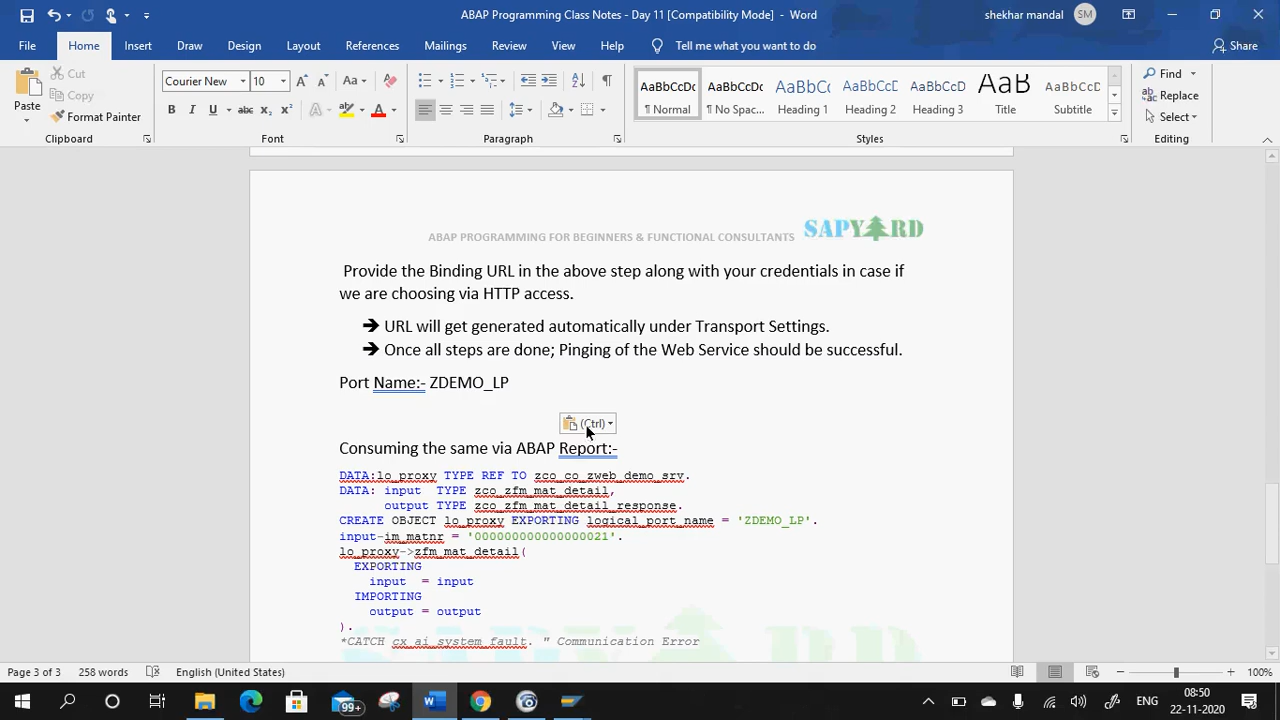 ABAP Programming Class Notes - Day 11 [Compatibility Mode] - Word
shekhar mandal
SM
File Home Insert Draw Design Layout References Mailings Review View Help Tell me what you want to do
Share
Paste
Cut
Copy
Format Painter
Clipboard
Courier New 10
Aa
B I U abc x₂ x²
A A
Font
Paragraph
AaBbCcDc AaBbCcDc AaBbCc AaBbCcD AaBbCcD AaB AaBbCcD
¶ Normal ¶ No Spac... Heading 1 Heading 2 Heading 3 Title Subtitle
Styles
Find
Replace
Select
Editing
ABAP PROGRAMMING FOR BEGINNERS & FUNCTIONAL CONSULTANTS SAPYARD
Provide the Binding URL in the above step along with your credentials in case if
we are choosing via HTTP access.
➔ URL will get generated automatically under Transport Settings.
➔ Once all steps are done; Pinging of the Web Service should be successful.
Port Name:- ZDEMO_LP
(Ctrl)
Consuming the same via ABAP Report:-
DATA:lo_proxy TYPE REF TO zco_co_zweb_demo_srv.
DATA: input  TYPE zco_zfm_mat_detail,
output TYPE zco_zfm_mat_detail_response.
CREATE OBJECT lo_proxy EXPORTING logical_port_name = 'ZDEMO_LP'.
input-im_matnr = '000000000000000021'.
lo_proxy->zfm_mat_detail(
EXPORTING
input  = input
IMPORTING
output = output
).
*CATCH cx_ai_system_fault. " Communication Error
Page 3 of 3 258 words English (United States)
100%
99+
ENG
08:50
22-11-2020